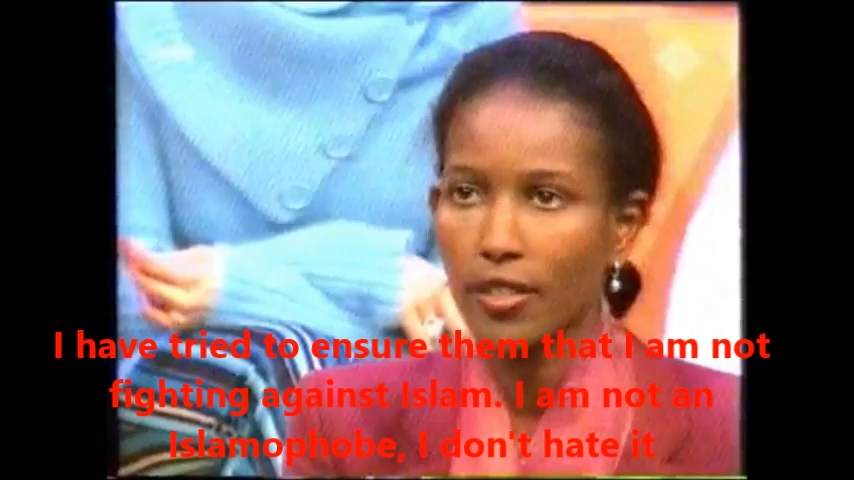 I have tried to ensure them that I am not
fighting against Islam. I am not an
Islamophobe, I don't hate it